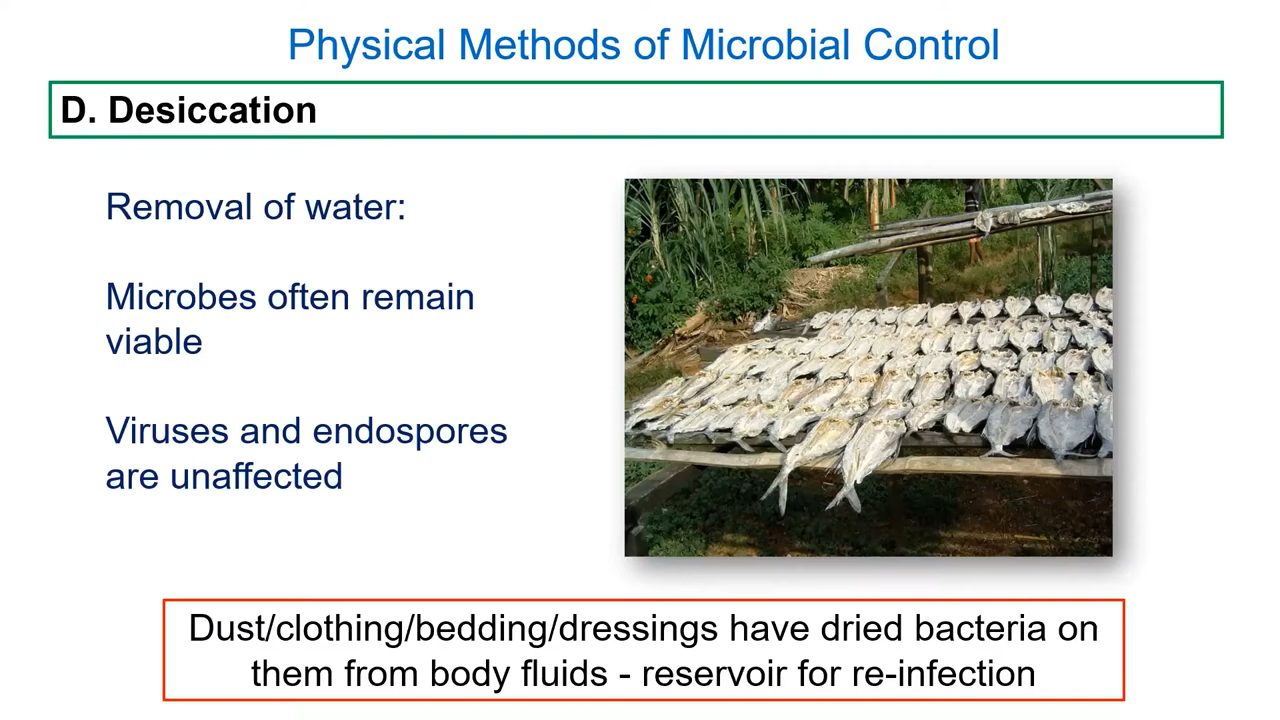 Physical Methods of Microbial Control
D. Desiccation
Removal of water:
Microbes often remain
viable
Viruses and endospores
are unaffected
Dust/clothing/bedding/dressings have dried bacteria on
them from body fluids - reservoir for re-infection